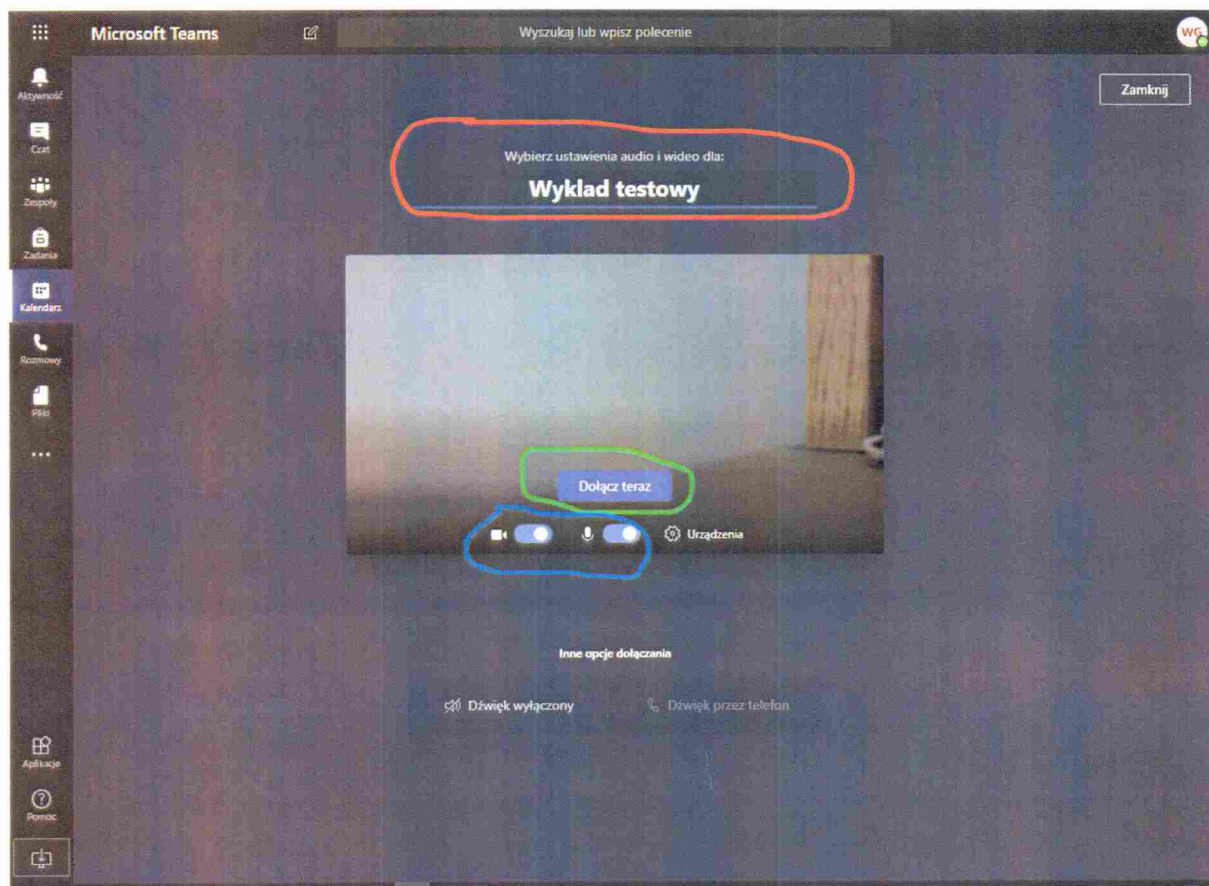 Microsoft Teams
Wyszukaj lub wpisz polecenie
WG
Aktywność
Czat
Zespoły
Zadania
Kalendarz
Rozmowy
Pliki
Zamknij
Wybierz ustawienia audio i wideo dla:
Wyklad testowy
Dołącz teraz
Urządzenia
Inne opcje dołączania
Dźwięk wyłączony
Dźwięk przez telefon
Aplikacje
Pomoc